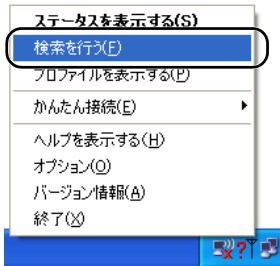 ステータスを表示する(S)
検索を行う(F)
プロファイルを表示する(P)
かんたん接続(E)
ヘルプを表示する(H)
オプション(O)
バージョン情報(A)
終了(X)